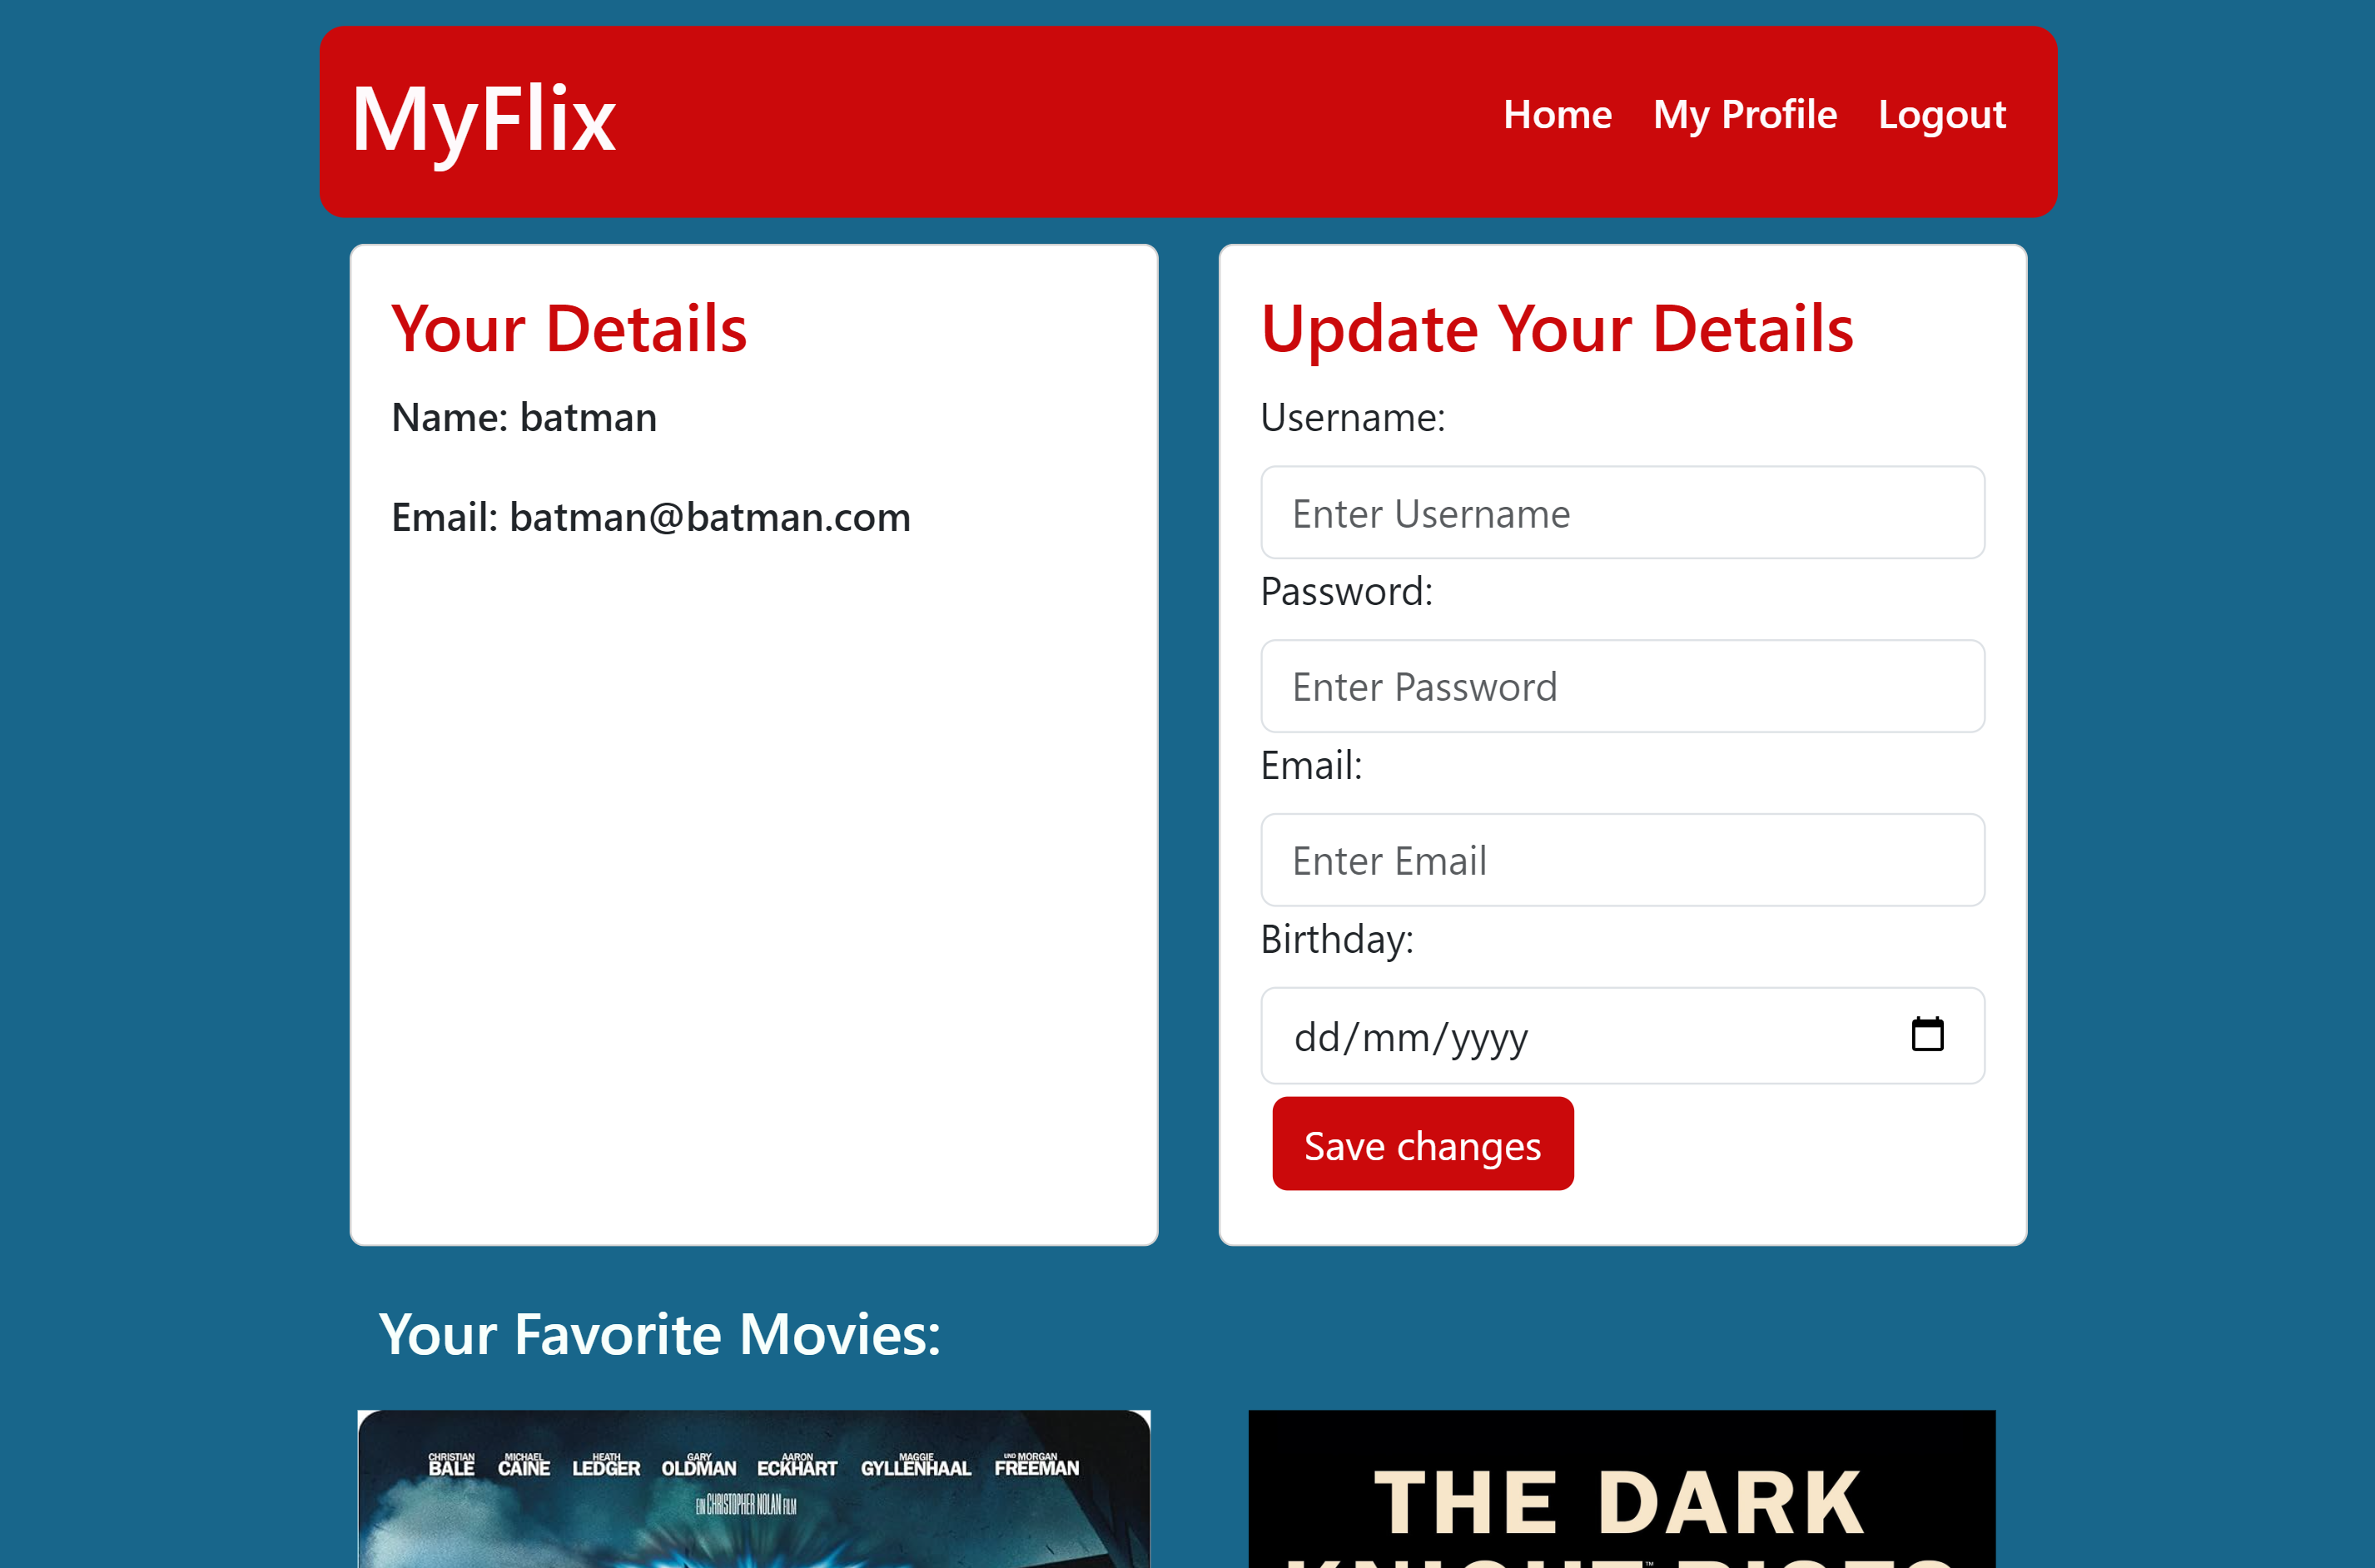 MyFlix
Home My Profile Logout
Your Details
Name: batman
Email: batman@batman.com
Update Your Details
Username:
Enter Username
Password:
Enter Password
Email:
Enter Email
Birthday:
dd/mm/yyyy
Save changes
Your Favorite Movies:
CHRISTIAN BALE MICHAEL CAINE HEATH LEDGER GARY OLDMAN AARON ECKHART MAGGIE GYLLENHAAL UND MORGAN FREEMAN
EIN CHRISTOPHER NOLAN FILM
THE DARK
KNIGHT™ RISES